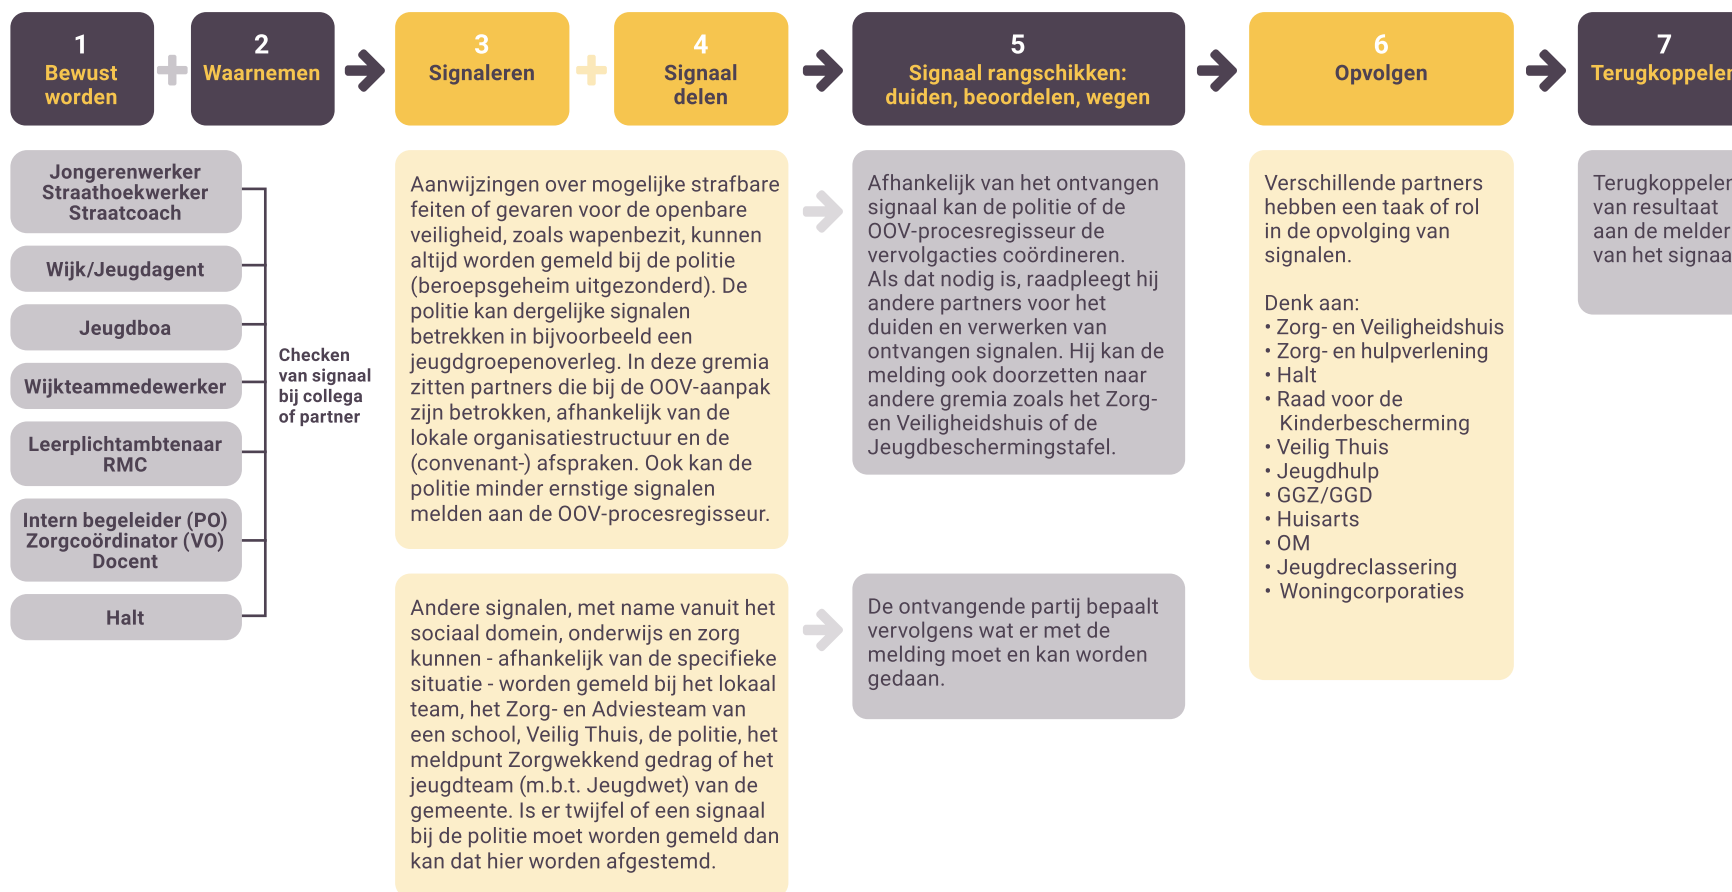 1
Bewust
worden
2
Waarnemen
3
Signaleren
4
Signaal
delen
5
Signaal rangschikken:
duiden, beoordelen, wegen
6
Opvolgen
7
Terugkoppelen
Jongerenwerker
Straathoekwerker
Straatcoach
Wijk/Jeugdagent
Jeugdboa
Wijkteammedewerker
Leerplichtambtenaar
RMC
Intern begeleider (PO)
Zorgcoördinator (VO)
Docent
Halt
Checken
van signaal
bij collega
of partner
Aanwijzingen over mogelijke strafbare
feiten of gevaren voor de openbare
veiligheid, zoals wapenbezit, kunnen
altijd worden gemeld bij de politie
(beroepsgeheim uitgezonderd). De
politie kan dergelijke signalen
betrekken in bijvoorbeeld een
jeugdgroepenoverleg. In deze gremia
zitten partners die bij de OOV-aanpak
zijn betrokken, afhankelijk van de
lokale organisatiestructuur en de
(convenant-) afspraken. Ook kan de
politie minder ernstige signalen
melden aan de OOV-procesregisseur.
Andere signalen, met name vanuit het
sociaal domein, onderwijs en zorg
kunnen - afhankelijk van de specifieke
situatie - worden gemeld bij het lokaal
team, het Zorg- en Adviesteam van
een school, Veilig Thuis, de politie, het
meldpunt Zorgwekkend gedrag of het
jeugdteam (m.b.t. Jeugdwet) van de
gemeente. Is er twijfel of een signaal
bij de politie moet worden gemeld dan
kan dat hier worden afgestemd.
Afhankelijk van het ontvangen
signaal kan de politie of de
OOV-procesregisseur de
vervolgacties coördineren.
Als dat nodig is, raadpleegt hij
andere partners voor het
duiden en verwerken van
ontvangen signalen. Hij kan de
melding ook doorzetten naar
andere gremia zoals het Zorg-
en Veiligheidshuis of de
Jeugdbeschermingstafel.
De ontvangende partij bepaalt
vervolgens wat er met de
melding moet en kan worden
gedaan.
Verschillende partners
hebben een taak of rol
in de opvolging van
signalen.
Denk aan:
• Zorg- en Veiligheidshuis
• Zorg- en hulpverlening
• Halt
• Raad voor de
Kinderbescherming
• Veilig Thuis
• Jeugdhulp
• GGZ/GGD
• Huisarts
• OM
• Jeugdreclassering
• Woningcorporaties
Terugkoppelen
van resultaat
aan de melder
van het signaal